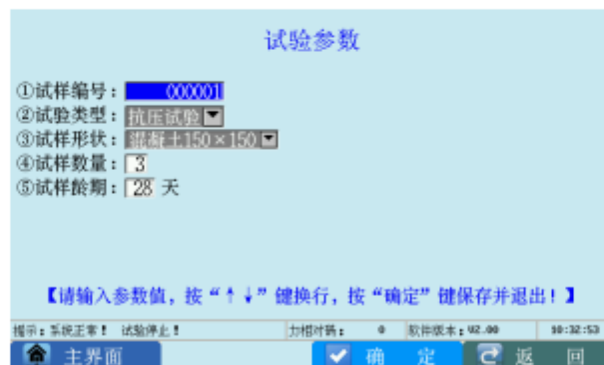 试验参数
①试样编号： 000001
②试验类型： 抗压试验
③试样形状： 混凝土150×150
④试样数量： 3
⑤试样龄期： 28 天
【请输入参数值，按“↑↓”键换行，按“确定”键保存并退出！】
提示：系统正常！ 试验停止！ 力相对码： 0 软件版本：V2.00 10:32:53
主界面 确 定 返 回